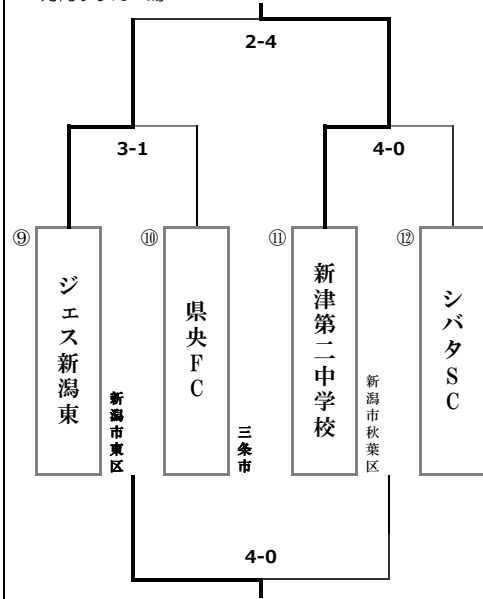 2-4
3-1
4-0
⑨
⑩
⑪
⑫
ジェス新潟東
新潟市東区
県央FC
三条市
新津第二中学校
新潟市秋葉区
シバタSC
4-0